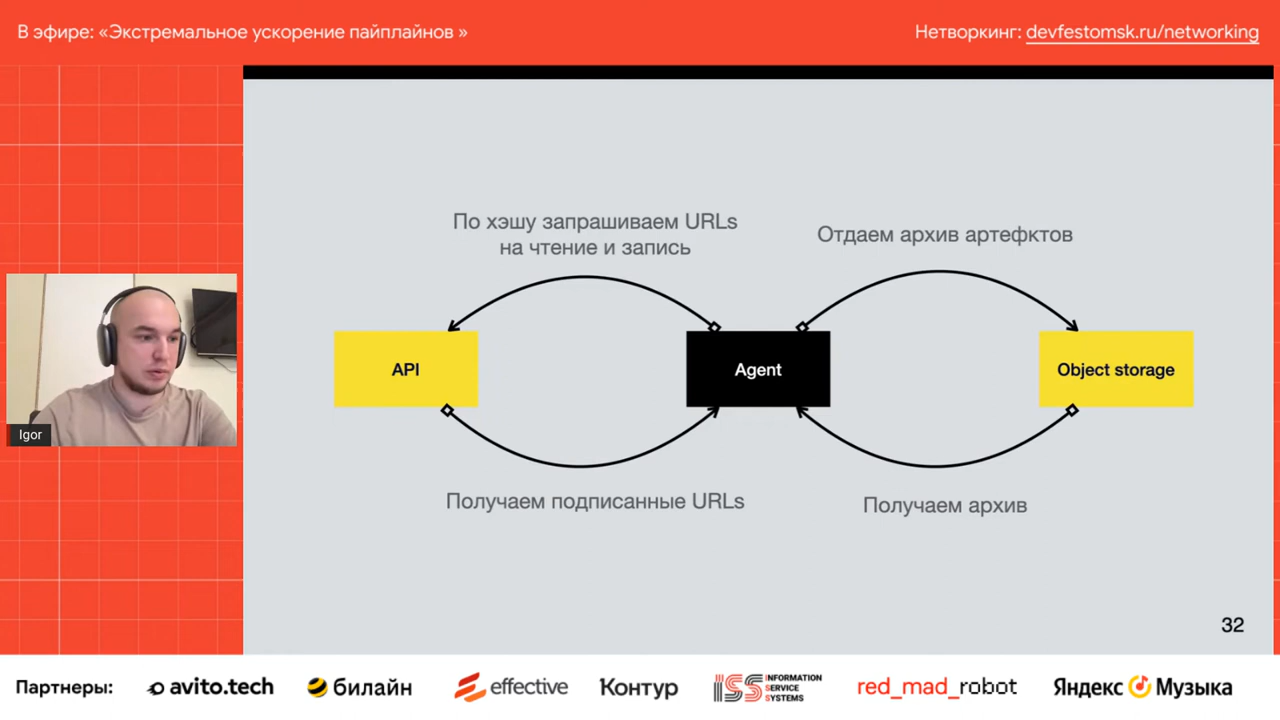 В эфире: «Экстремальное ускорение пайплайнов »
Нетворкинг: devfestomsk.ru/networking
По хэшу запрашиваем URLs
на чтение и запись
Отдаем архив артефктов
API
Agent
Object storage
Igor
Получаем подписанные URLs
Получаем архив
32
Партнеры:
avito.tech
билайн
effective
Контур
ISS INFORMATION
SERVICE
SYSTEMS
red_mad_robot
Яндекс Музыка